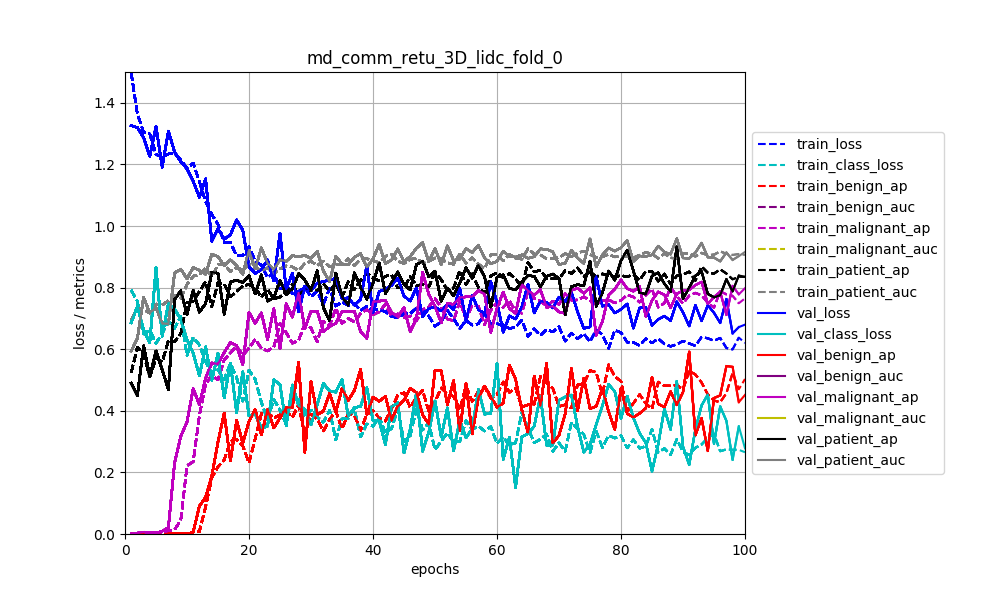 md_comm_retu_3D_lidc_fold_0
loss / metrics
1.4
1.2
1.0
0.8
0.6
0.4
0.2
0.0
0 20 40 60 80 100
epochs
train_loss
train_class_loss
train_benign_ap
train_benign_auc
train_malignant_ap
train_malignant_auc
train_patient_ap
train_patient_auc
val_loss
val_class_loss
val_benign_ap
val_benign_auc
val_malignant_ap
val_malignant_auc
val_patient_ap
val_patient_auc